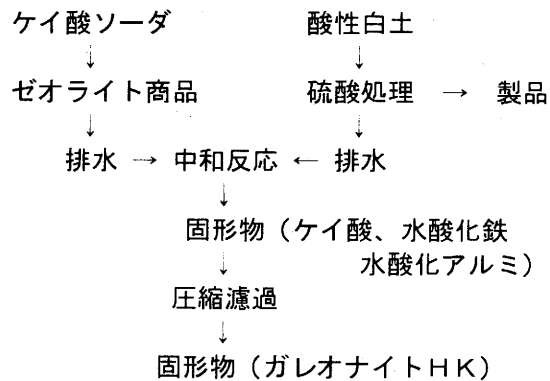 ケイ酸ソーダ　　酸性白土
↓　　↓
ゼオライト商品　　硫酸処理 → 製品
↓　　↓
排水 → 中和反応 ← 排水
↓
固形物（ケイ酸、水酸化鉄
水酸化アルミ）
↓
圧縮濾過
↓
固形物（ガレオナイトＨＫ）